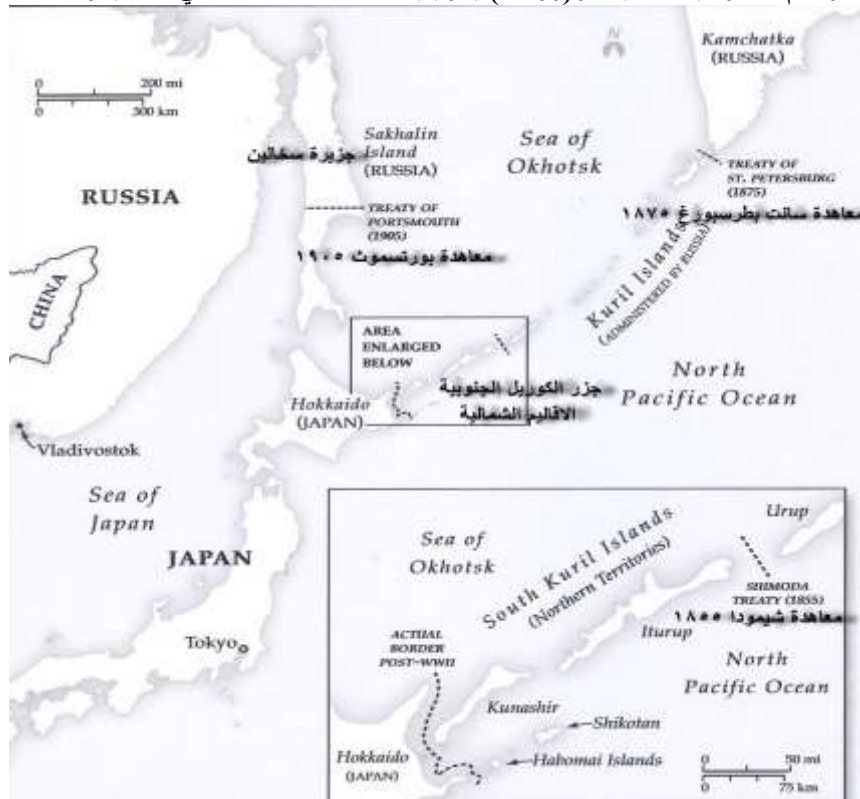 Kamchatka
(RUSSIA)
0 200 mi
0 300 km
N
Sea of
Okhotsk
Sakhalin
Island
(RUSSIA)
جزيرة سخالين
TREATY OF
ST. PETERSBURG
(1875)
معاهدة سانت بطرسبورغ ١٨٧٥
RUSSIA
TREATY OF
PORTSMOUTH
(1905)
معاهدة بورتسموث ١٩٠٥
Kuril Islands
(ADMINISTERED BY RUSSIA)
CHINA
AREA
ENLARGED
BELOW
North
Pacific Ocean
جزر الكوريل الجنوبية
الاقاليم الشمالية
Hokkaido
(JAPAN)
Vladivostok
Sea of
Japan
JAPAN
Tokyo
Sea of
Okhotsk
South Kuril Islands
(Northern Territories)
Urup
SHIMODA
TREATY (1855)
معاهدة شيمودا ١٨٥٥
Iturup
ACTUAL
BORDER
POST-WWII
North
Pacific Ocean
Kunashir
Shikotan
Hokkaido
(JAPAN)
Habomai Islands
0 50 mi
0 75 km